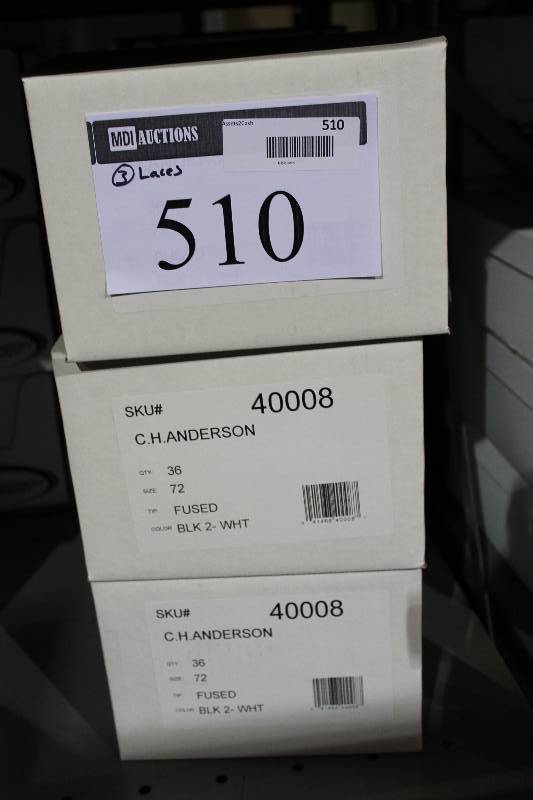 MDI AUCTIONS
Assets2Cash 510
③ Laces
510
SKU# 40008
C.H.ANDERSON
QTY: 36
SIZE: 72
TIP: FUSED
COLOR: BLK 2- WHT
SKU# 40008
C.H.ANDERSON
QTY: 36
SIZE: 72
TIP: FUSED
COLOR: BLK 2- WHT